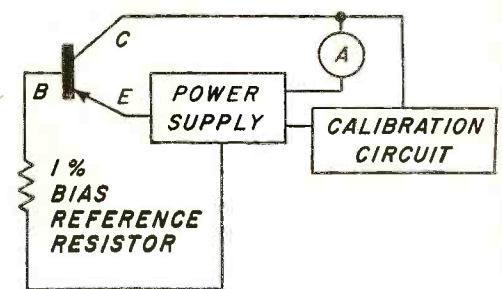 C
A
B
E
POWER
SUPPLY
CALIBRATION
CIRCUIT
1%
BIAS
REFERENCE
RESISTOR